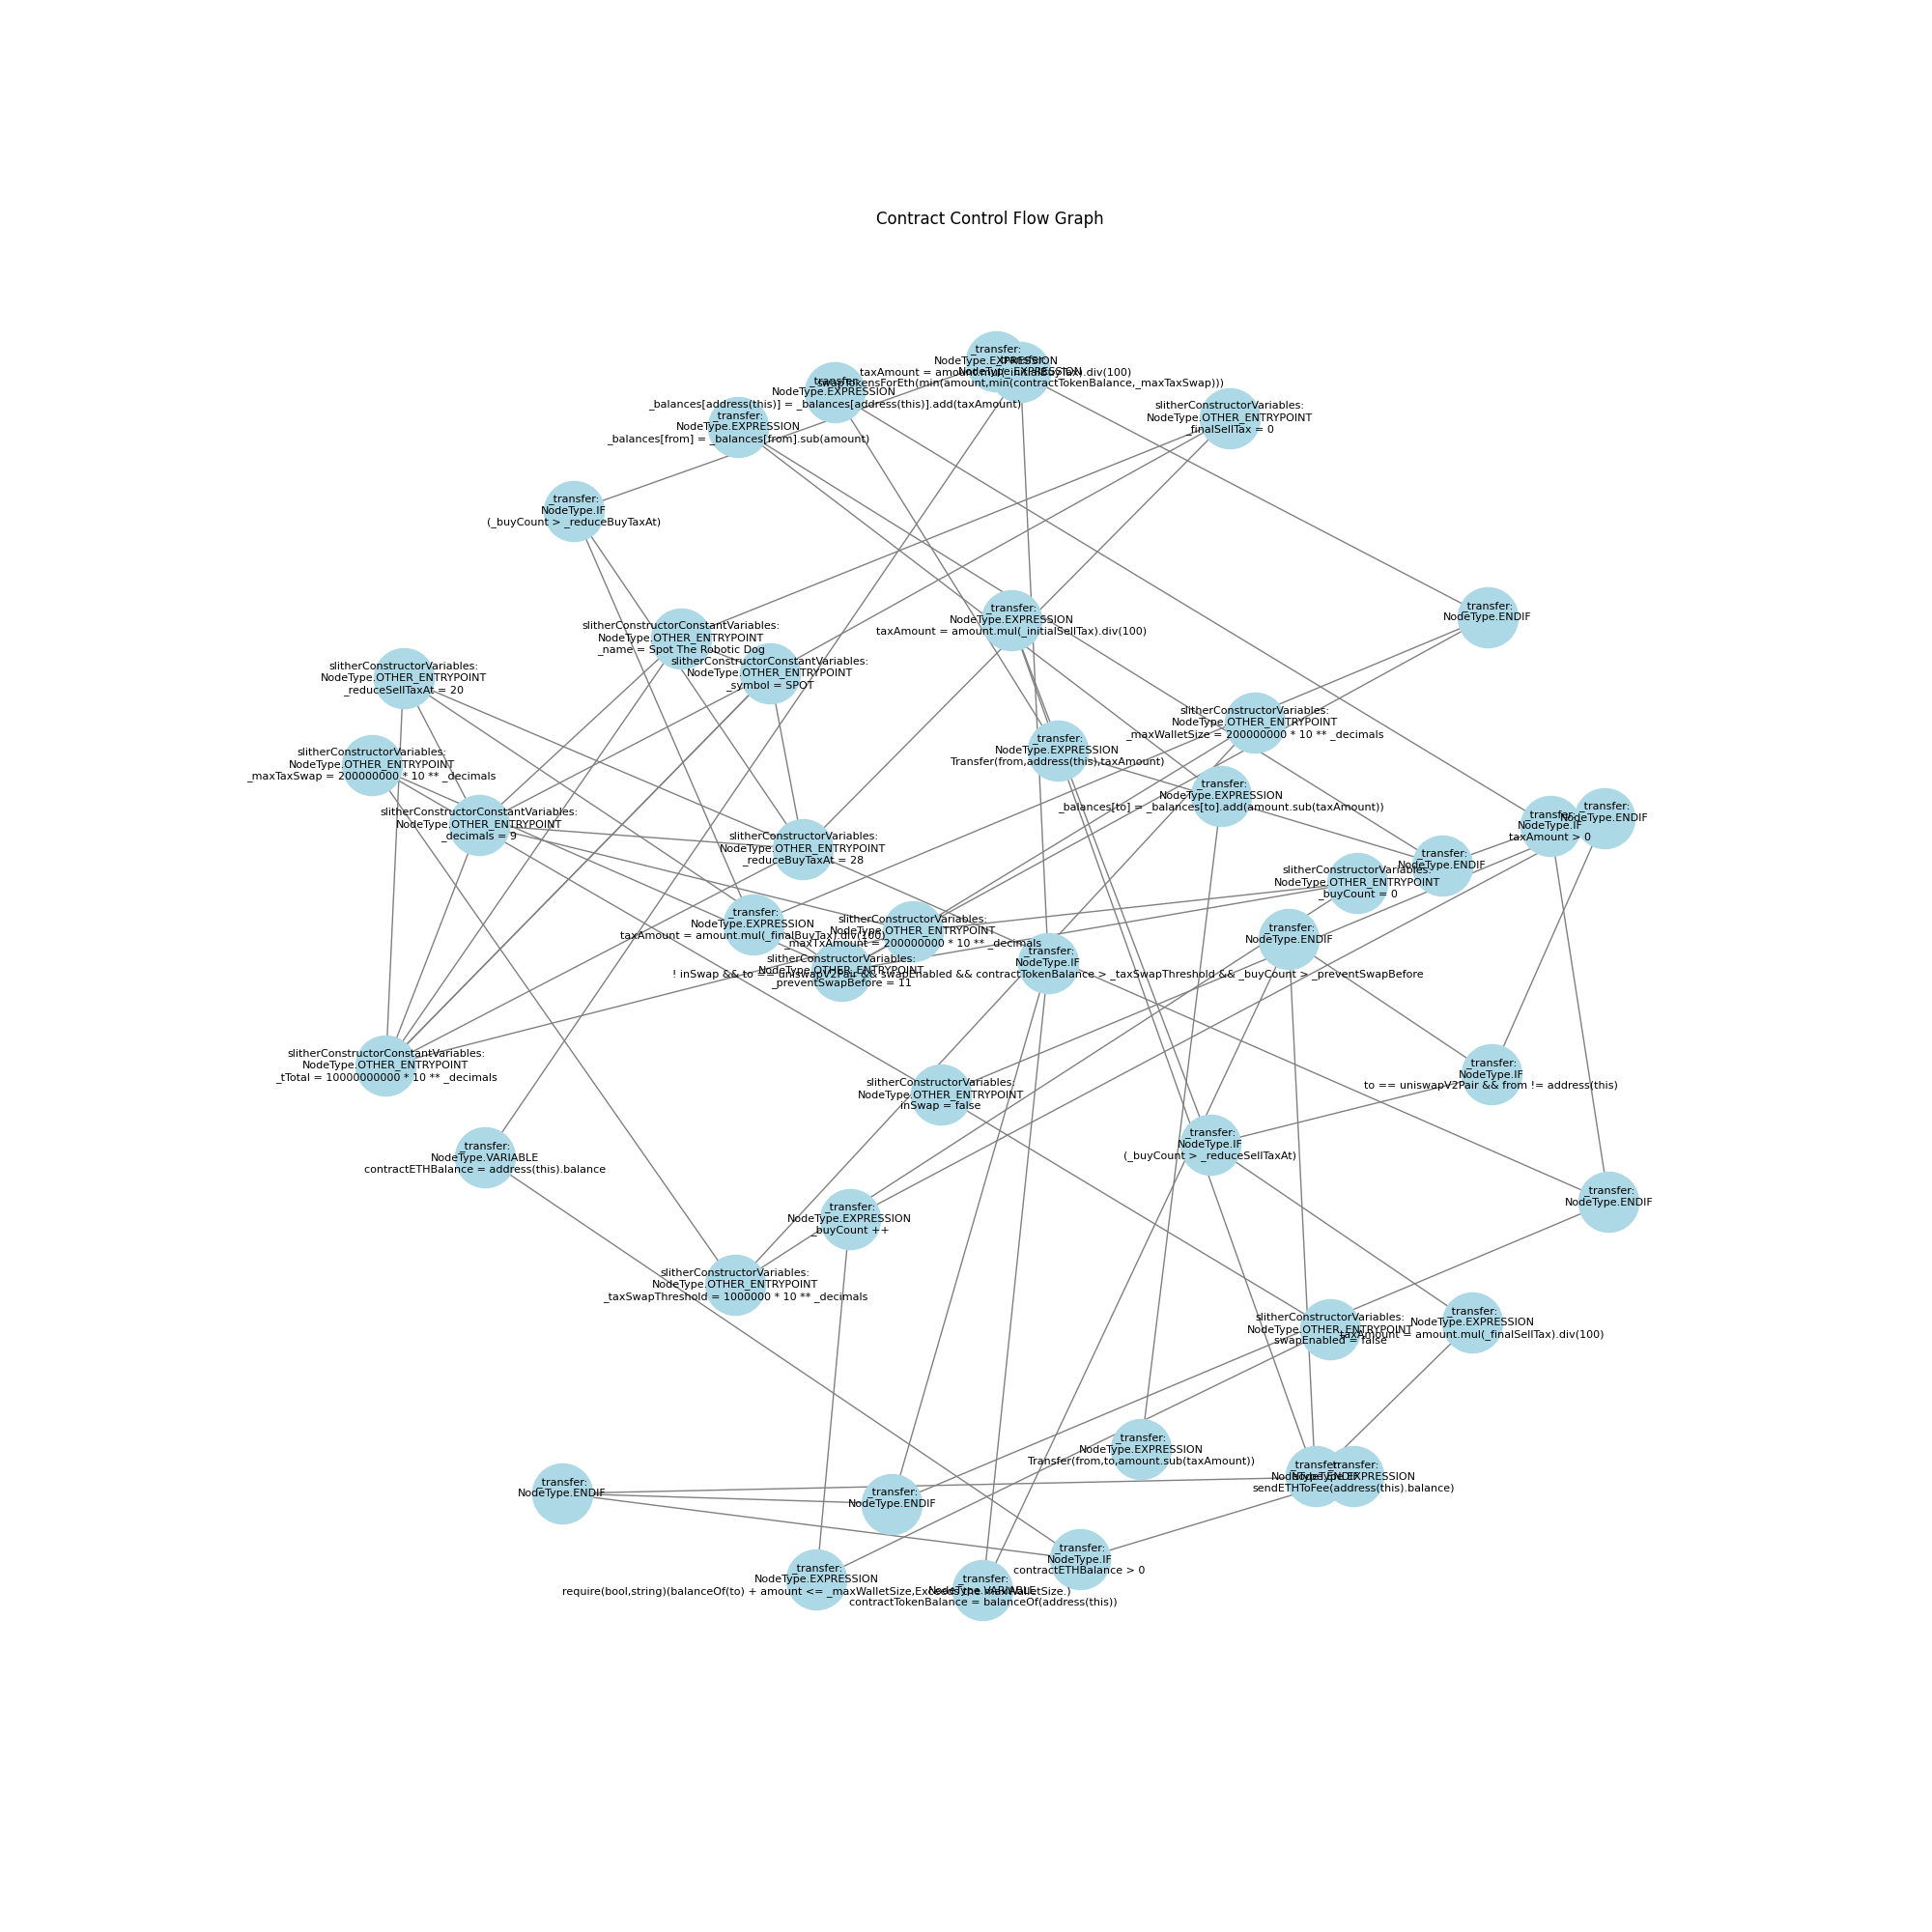 Contract Control Flow Graph
_transfer:
NodeType.EXPRESSION
taxAmount = amount.mul(_initialBuyTax).div(100)
_transfer:
NodeType.EXPRESSION
swapTokensForEth(min(amount,min(contractTokenBalance,_maxTaxSwap)))
_transfer:
NodeType.EXPRESSION
_balances[address(this)] = _balances[address(this)].add(taxAmount)
_transfer:
NodeType.EXPRESSION
_balances[from] = _balances[from].sub(amount)
slitherConstructorVariables:
NodeType.OTHER_ENTRYPOINT
_finalSellTax = 0
_transfer:
NodeType.IF
(_buyCount > _reduceBuyTaxAt)
_transfer:
NodeType.EXPRESSION
taxAmount = amount.mul(_initialSellTax).div(100)
_transfer:
NodeType.ENDIF
slitherConstructorConstantVariables:
NodeType.OTHER_ENTRYPOINT
_name = Spot The Robotic Dog
slitherConstructorConstantVariables:
NodeType.OTHER_ENTRYPOINT
_symbol = SPOT
slitherConstructorVariables:
NodeType.OTHER_ENTRYPOINT
_reduceSellTaxAt = 20
slitherConstructorVariables:
NodeType.OTHER_ENTRYPOINT
_maxWalletSize = 200000000 * 10 ** _decimals
_transfer:
NodeType.EXPRESSION
Transfer(from,address(this),taxAmount)
slitherConstructorVariables:
NodeType.OTHER_ENTRYPOINT
_maxTaxSwap = 200000000 * 10 ** _decimals
_transfer:
NodeType.EXPRESSION
_balances[to] = _balances[to].add(amount.sub(taxAmount))
slitherConstructorConstantVariables:
NodeType.OTHER_ENTRYPOINT
_decimals = 9
_transfer:
NodeType.IF
taxAmount > 0
_transfer:
NodeType.ENDIF
slitherConstructorVariables:
NodeType.OTHER_ENTRYPOINT
_reduceBuyTaxAt = 28
_transfer:
NodeType.ENDIF
slitherConstructorVariables:
NodeType.OTHER_ENTRYPOINT
_buyCount = 0
_transfer:
NodeType.EXPRESSION
taxAmount = amount.mul(_finalBuyTax).div(100)
slitherConstructorVariables:
NodeType.OTHER_ENTRYPOINT
_maxTxAmount = 200000000 * 10 ** _decimals
_transfer:
NodeType.ENDIF
slitherConstructorVariables:
NodeType.OTHER_ENTRYPOINT
_preventSwapBefore = 11
_transfer:
NodeType.IF
! inSwap && to == uniswapV2Pair && swapEnabled && contractTokenBalance > _taxSwapThreshold && _buyCount > _preventSwapBefore
slitherConstructorConstantVariables:
NodeType.OTHER_ENTRYPOINT
_tTotal = 10000000000 * 10 ** _decimals
_transfer:
NodeType.IF
to == uniswapV2Pair && from != address(this)
slitherConstructorVariables:
NodeType.OTHER_ENTRYPOINT
inSwap = false
_transfer:
NodeType.IF
(_buyCount > _reduceSellTaxAt)
_transfer:
NodeType.VARIABLE
contractETHBalance = address(this).balance
_transfer:
NodeType.ENDIF
_transfer:
NodeType.EXPRESSION
_buyCount ++
slitherConstructorVariables:
NodeType.OTHER_ENTRYPOINT
_taxSwapThreshold = 1000000 * 10 ** _decimals
slitherConstructorVariables:
NodeType.OTHER_ENTRYPOINT
swapEnabled = false
_transfer:
NodeType.EXPRESSION
taxAmount = amount.mul(_finalSellTax).div(100)
_transfer:
NodeType.EXPRESSION
Transfer(from,to,amount.sub(taxAmount))
_transfer:
NodeType.ENDIF
_transfer:
NodeType.EXPRESSION
sendETHToFee(address(this).balance)
_transfer:
NodeType.ENDIF
_transfer:
NodeType.ENDIF
_transfer:
NodeType.IF
contractETHBalance > 0
_transfer:
NodeType.EXPRESSION
require(bool,string)(balanceOf(to) + amount <= _maxWalletSize,Exceeds the maxWalletSize.)
_transfer:
NodeType.VARIABLE
contractTokenBalance = balanceOf(address(this))